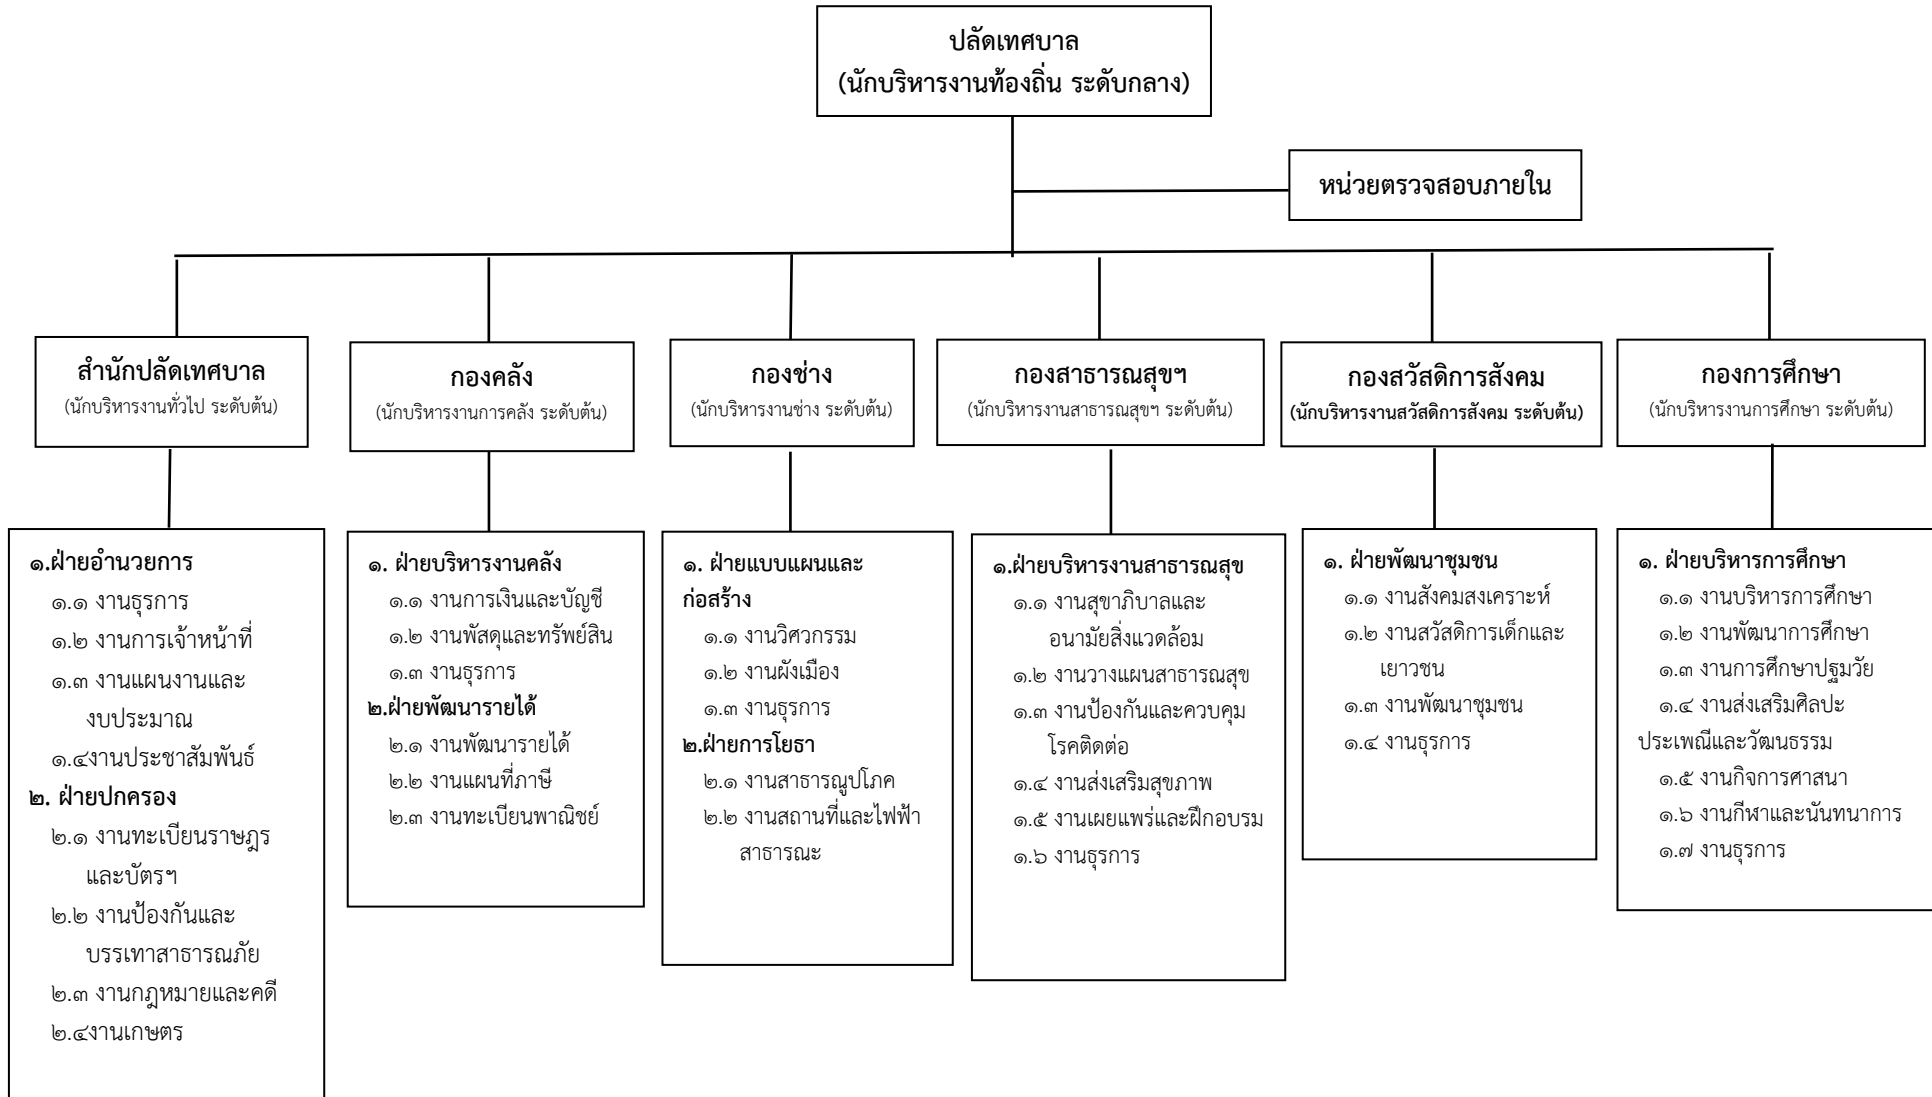 ปลัดเทศบาล
(นักบริหารงานท้องถิ่น ระดับกลาง)
หน่วยตรวจสอบภายใน
สำนักปลัดเทศบาล
(นักบริหารงานทั่วไป ระดับต้น)
กองคลัง
(นักบริหารงานการคลัง ระดับต้น)
กองช่าง
(นักบริหารงานช่าง ระดับต้น)
กองสาธารณสุขฯ
(นักบริหารงานสาธารณสุขฯ ระดับต้น)
กองสวัสดิการสังคม
(นักบริหารงานสวัสดิการสังคม ระดับต้น)
กองการศึกษา
(นักบริหารงานการศึกษา ระดับต้น)
๑.ฝ่ายอำนวยการ
๑.๑ งานธุรการ
๑.๒ งานการเจ้าหน้าที่
๑.๓ งานแผนงานและ
งบประมาณ
๑.๔งานประชาสัมพันธ์
๒. ฝ่ายปกครอง
๒.๑ งานทะเบียนราษฎร
และบัตรฯ
๒.๒ งานป้องกันและ
บรรเทาสาธารณภัย
๒.๓ งานกฎหมายและคดี
๒.๔งานเกษตร
๑. ฝ่ายบริหารงานคลัง
๑.๑ งานการเงินและบัญชี
๑.๒ งานพัสดุและทรัพย์สิน
๑.๓ งานธุรการ
๒.ฝ่ายพัฒนารายได้
๒.๑ งานพัฒนารายได้
๒.๒ งานแผนที่ภาษี
๒.๓ งานทะเบียนพาณิชย์
๑. ฝ่ายแบบแผนและ
ก่อสร้าง
๑.๑ งานวิศวกรรม
๑.๒ งานผังเมือง
๑.๓ งานธุรการ
๒.ฝ่ายการโยธา
๒.๑ งานสาธารณูปโภค
๒.๒ งานสถานที่และไฟฟ้า
สาธารณะ
๑.ฝ่ายบริหารงานสาธารณสุข
๑.๑ งานสุขาภิบาลและ
อนามัยสิ่งแวดล้อม
๑.๒ งานวางแผนสาธารณสุข
๑.๓ งานป้องกันและควบคุม
โรคติดต่อ
๑.๔ งานส่งเสริมสุขภาพ
๑.๕ งานเผยแพร่และฝึกอบรม
๑.๖ งานธุรการ
๑. ฝ่ายพัฒนาชุมชน
๑.๑ งานสังคมสงเคราะห์
๑.๒ งานสวัสดิการเด็กและ
เยาวชน
๑.๓ งานพัฒนาชุมชน
๑.๔ งานธุรการ
๑. ฝ่ายบริหารการศึกษา
๑.๑ งานบริหารการศึกษา
๑.๒ งานพัฒนาการศึกษา
๑.๓ งานการศึกษาปฐมวัย
๑.๔ งานส่งเสริมศิลปะ
ประเพณีและวัฒนธรรม
๑.๕ งานกิจการศาสนา
๑.๖ งานกีฬาและนันทนาการ
๑.๗ งานธุรการ